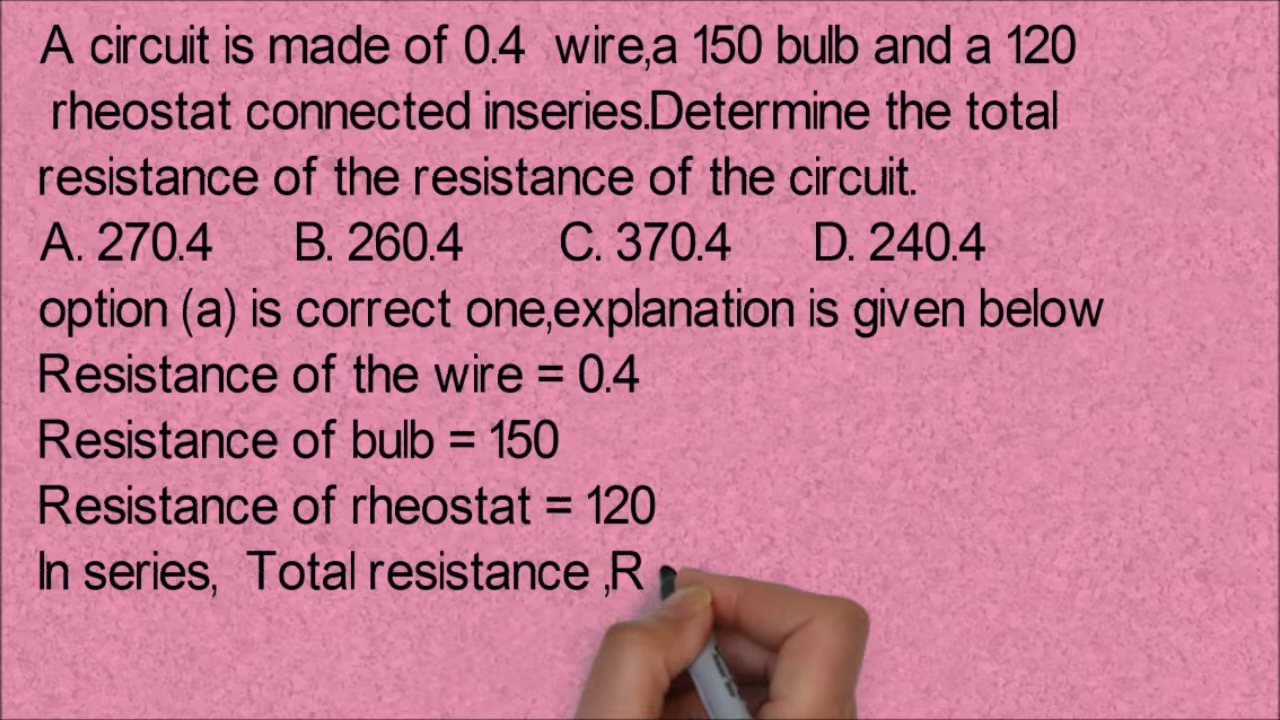 A circuit is made of 0.4 wire,a 150 bulb and a 120
rheostat connected inseries.Determine the total
resistance of the resistance of the circuit.
A. 270.4 B. 260.4 C. 370.4 D. 240.4
option (a) is correct one,explanation is given below
Resistance of the wire = 0.4
Resistance of bulb = 150
Resistance of rheostat = 120
In series, Total resistance ,R